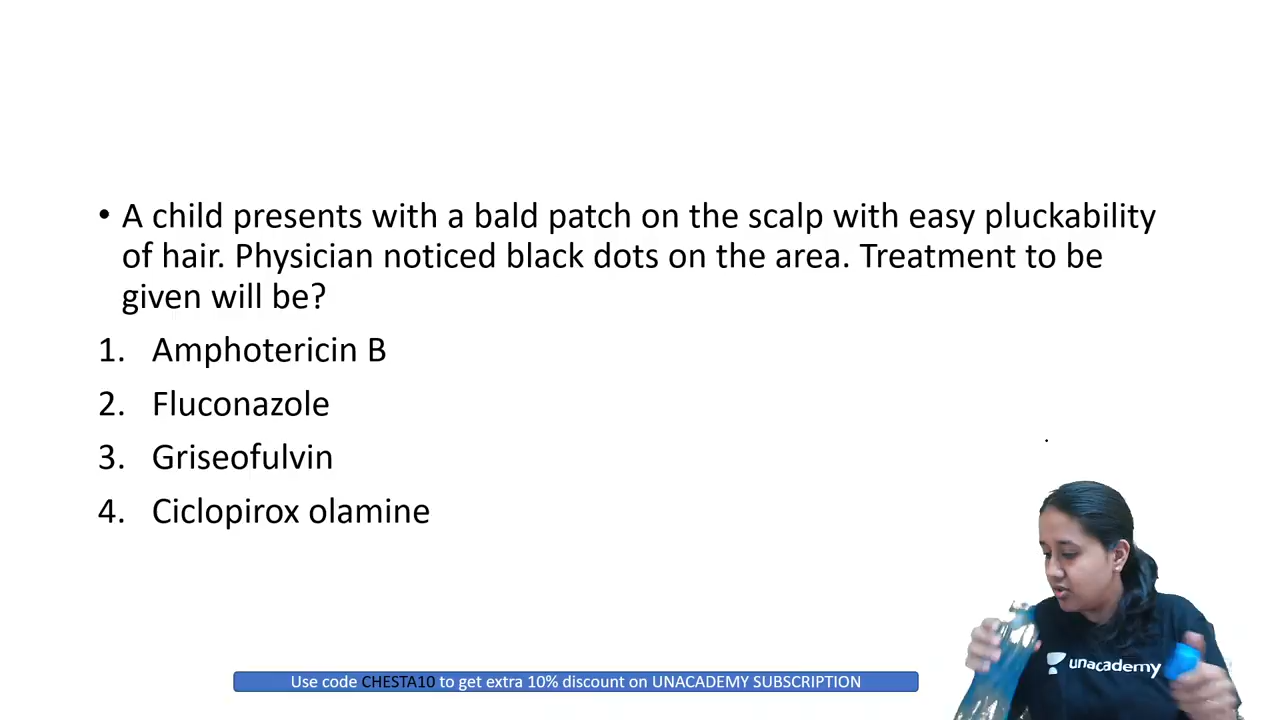 • A child presents with a bald patch on the scalp with easy pluckability
of hair. Physician noticed black dots on the area. Treatment to be
given will be?
1. Amphotericin B
2. Fluconazole
3. Griseofulvin
4. Ciclopirox olamine
unacademy
Use code CHESTA10 to get extra 10% discount on UNACADEMY SUBSCRIPTION